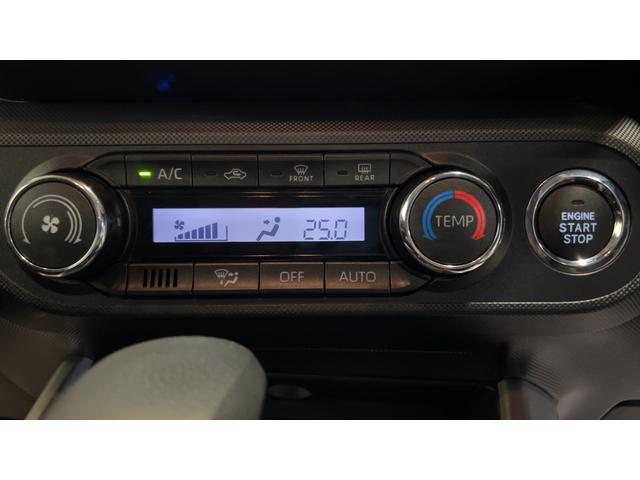 A/C
FRONT
REAR
25.0
TEMP
ENGINE
START
STOP
OFF
AUTO